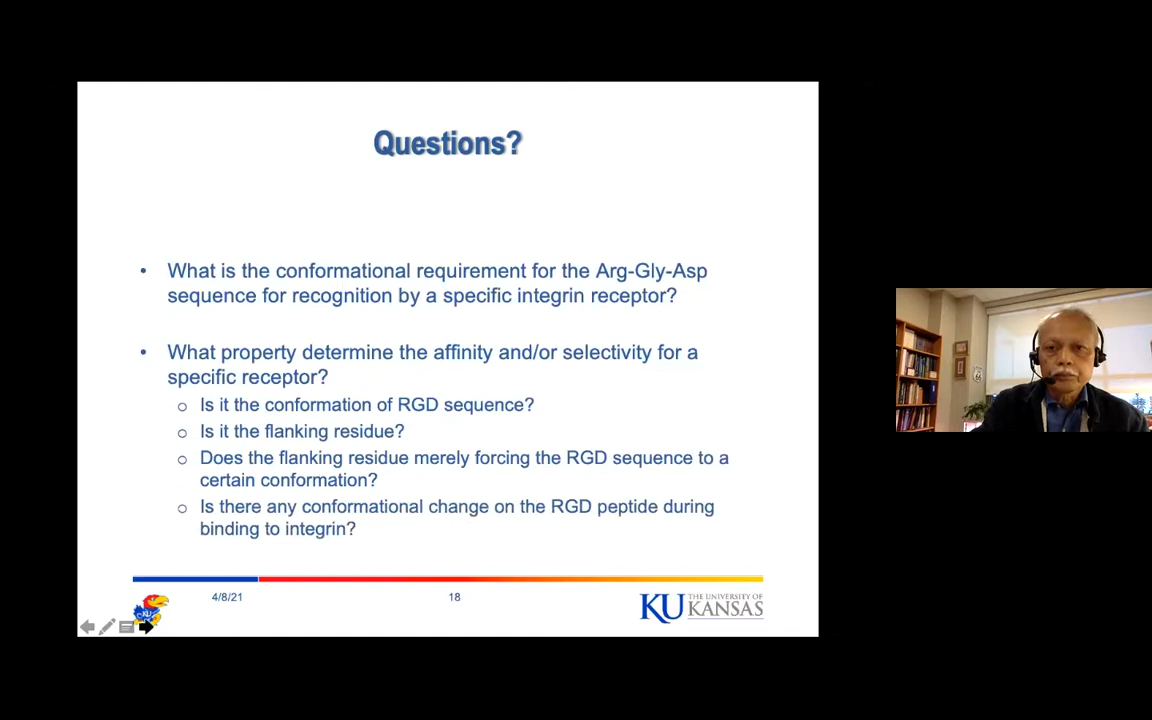 Questions?
• What is the conformational requirement for the Arg-Gly-Asp
sequence for recognition by a specific integrin receptor?
• What property determine the affinity and/or selectivity for a
specific receptor?
o Is it the conformation of RGD sequence?
o Is it the flanking residue?
o Does the flanking residue merely forcing the RGD sequence to a
certain conformation?
o Is there any conformational change on the RGD peptide during
binding to integrin?
KU
4/8/21
18
KU THE UNIVERSITY OF
KANSAS
66